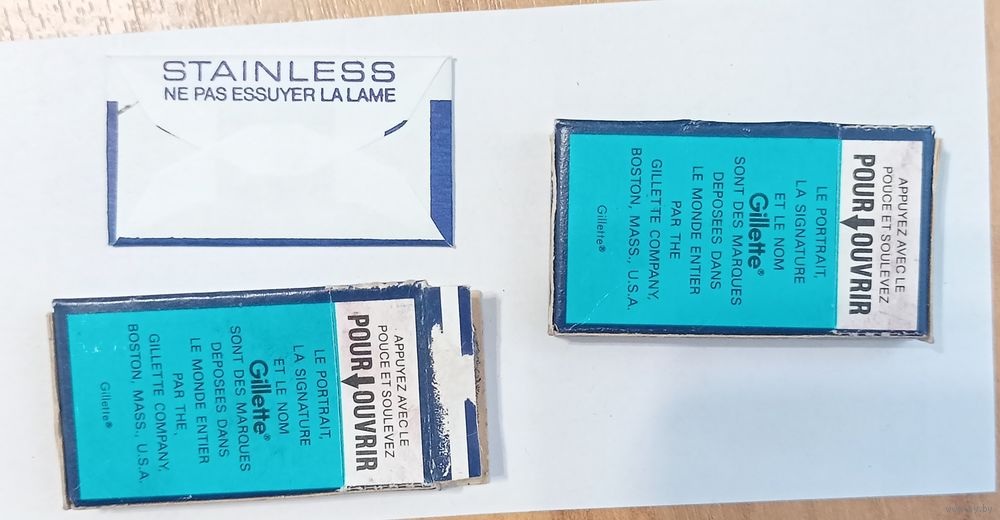 STAINLESS
NE PAS ESSUYER LA LAME
APPUYEZ AVEC LE
POUCE ET SOULEVEZ
POUR OUVRIR
LE PORTRAIT,
LA SIGNATURE
ET LE NOM
Gillette®
SONT DES MARQUES
DEPOSEES DANS
LE MONDE ENTIER
PAR THE
GILLETTE COMPANY,
BOSTON, MASS., U.S.A.
Gillette®
APPUYEZ AVEC LE
POUCE ET SOULEVEZ
POUR OUVRIR
LE PORTRAIT,
LA SIGNATURE
ET LE NOM
Gillette®
SONT DES MARQUES
DEPOSEES DANS
LE MONDE ENTIER
PAR THE
GILLETTE COMPANY,
BOSTON, MASS., U.S.A.
Gillette®